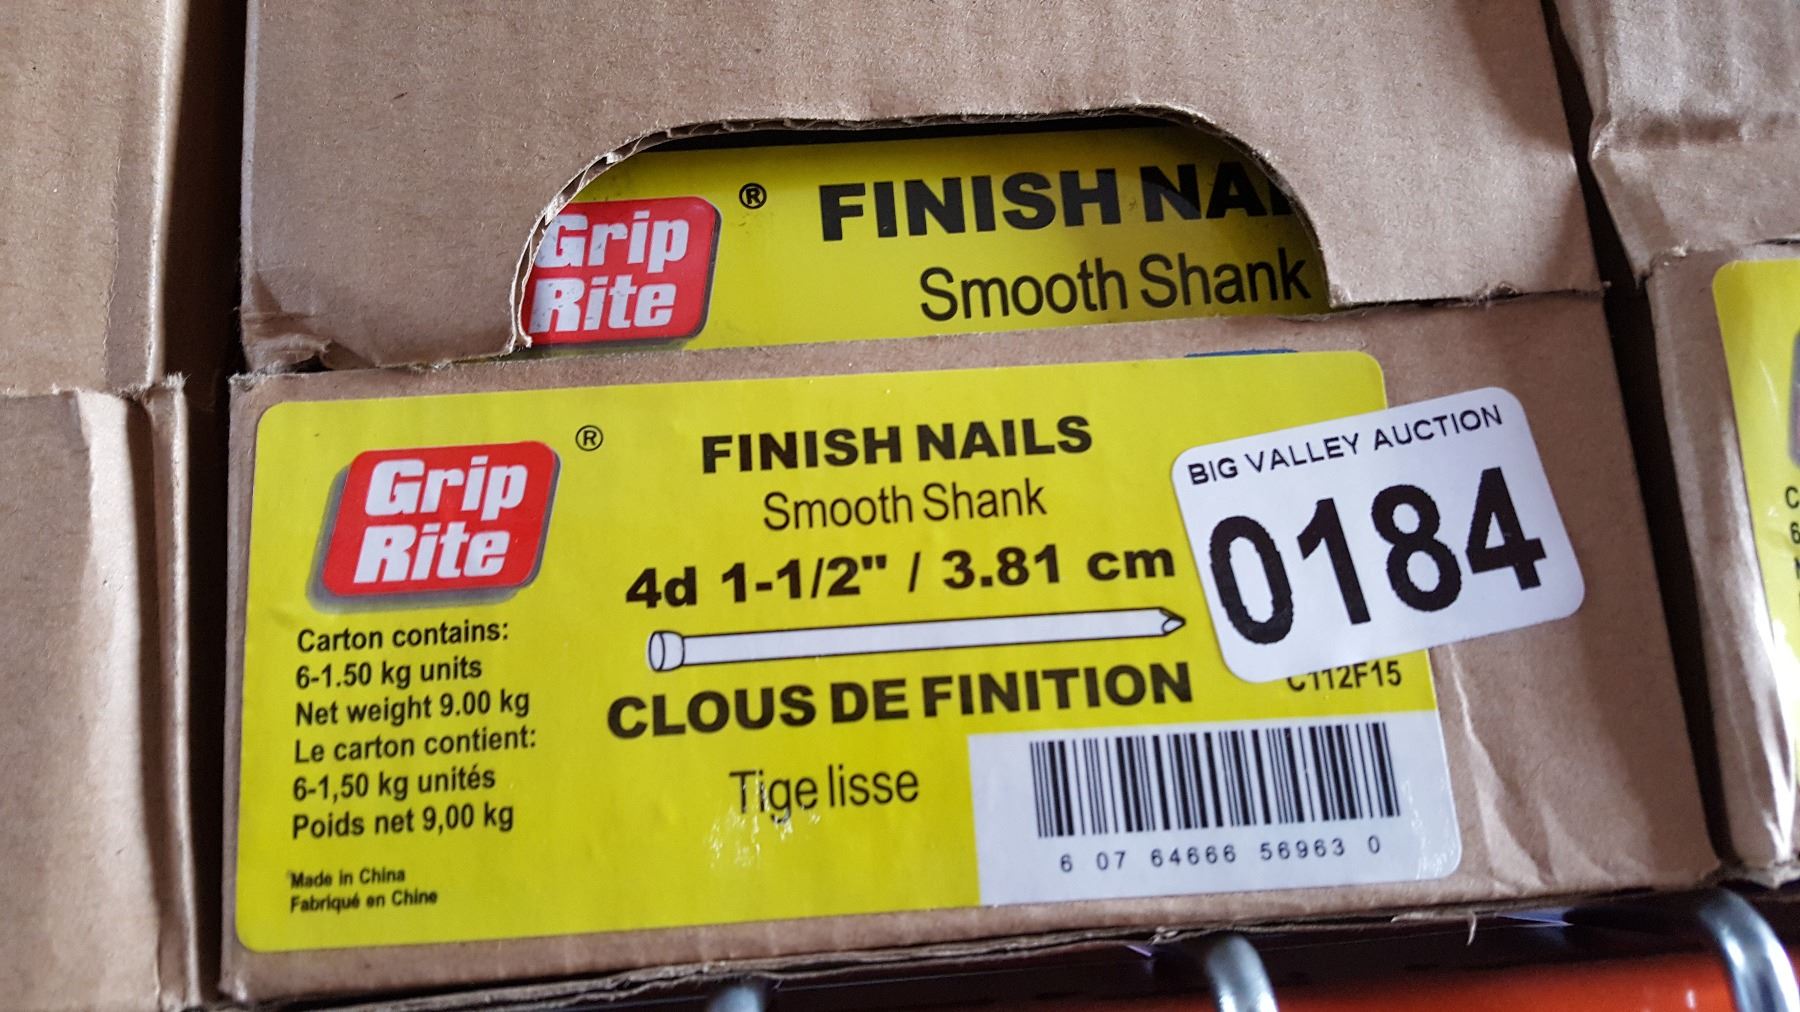 Grip
Rite
®
FINISH
Smooth Shank
Grip
Rite
®
FINISH NAILS
Smooth Shank
4d 1-1/2" / 3.81 cm
BIG VALLEY AUCTION
0184
Carton contains:
6-1.50 kg units
Net weight 9.00 kg
Le carton contient:
6-1,50 kg unités
Poids net 9,00 kg
Made in China
Fabriqué en Chine
CLOUS DE FINITION
Tige lisse
C112F15
6 07 64666 56963 0